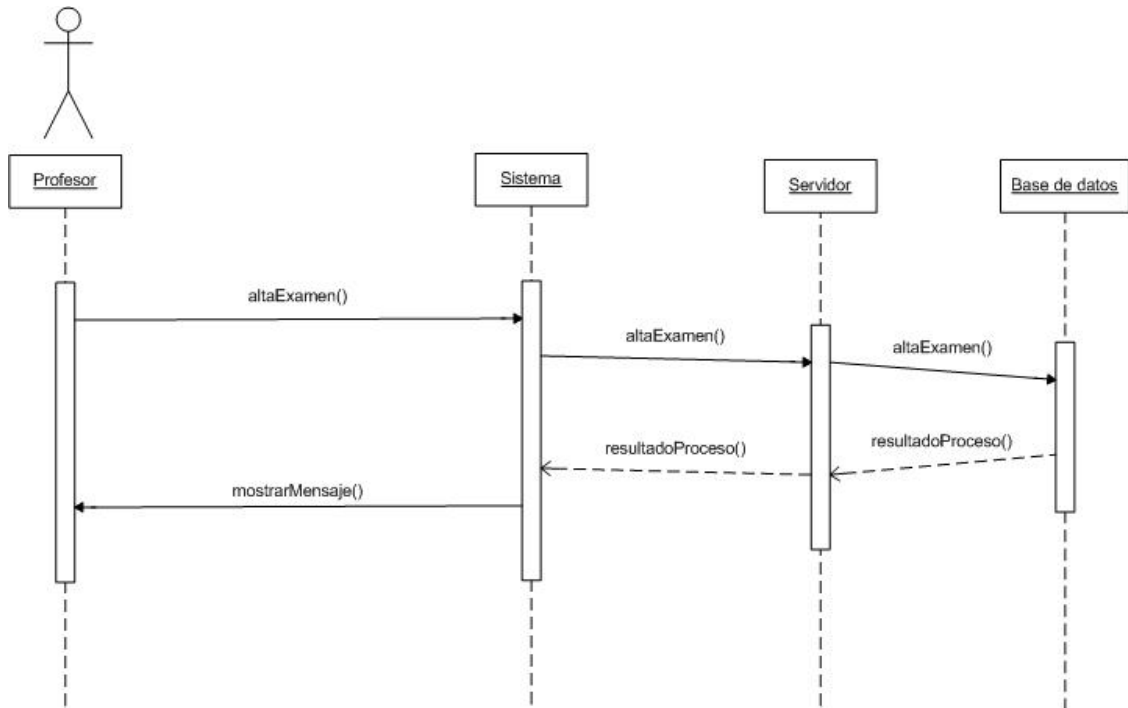 Profesor
Sistema
Servidor
Base de datos
altaExamen()
altaExamen()
altaExamen()
resultadoProceso()
resultadoProceso()
mostrarMensaje()